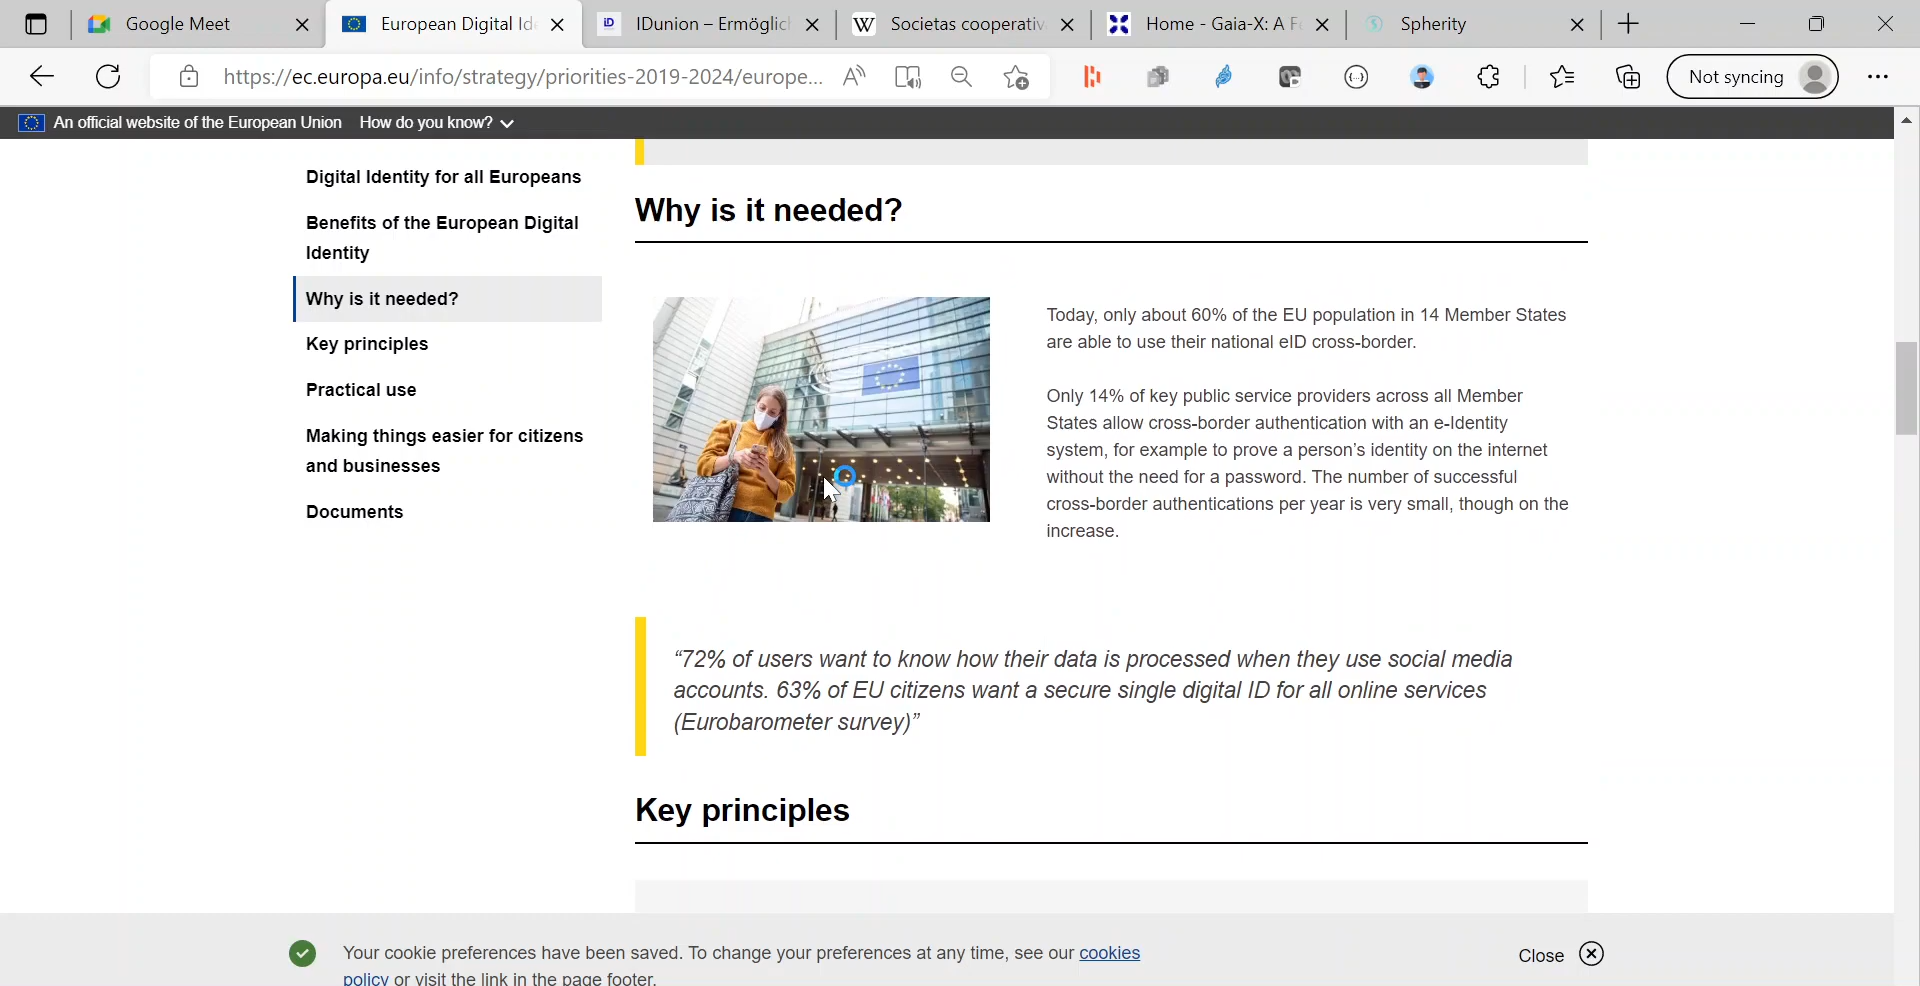 Google Meet
European Digital Id
IDunion – Ermöglic
Societas cooperativ
Home - Gaia-X: A F
Spherity
https://ec.europa.eu/info/strategy/priorities-2019-2024/europe...
Not syncing
An official website of the European Union How do you know?
Digital Identity for all Europeans
Benefits of the European Digital
Identity
Why is it needed?
Key principles
Practical use
Making things easier for citizens
and businesses
Documents
Why is it needed?
Today, only about 60% of the EU population in 14 Member States
are able to use their national eID cross-border.
Only 14% of key public service providers across all Member
States allow cross-border authentication with an e-Identity
system, for example to prove a person’s identity on the internet
without the need for a password. The number of successful
cross-border authentications per year is very small, though on the
increase.
“72% of users want to know how their data is processed when they use social media
accounts. 63% of EU citizens want a secure single digital ID for all online services
(Eurobarometer survey)”
Key principles
Your cookie preferences have been saved. To change your preferences at any time, see our cookies
policy or visit the link in the page footer.
Close